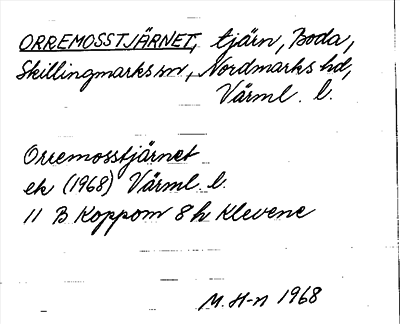 ORREMOSSTJÄRNET, tjärn, Boda,
Skillingmarks sn, Nordmarks hd,
Värml. l.
Orremosstjärnet
ek (1968) Värml. l.
11 B Koppom 8 h Klevene
M. H-n 1968